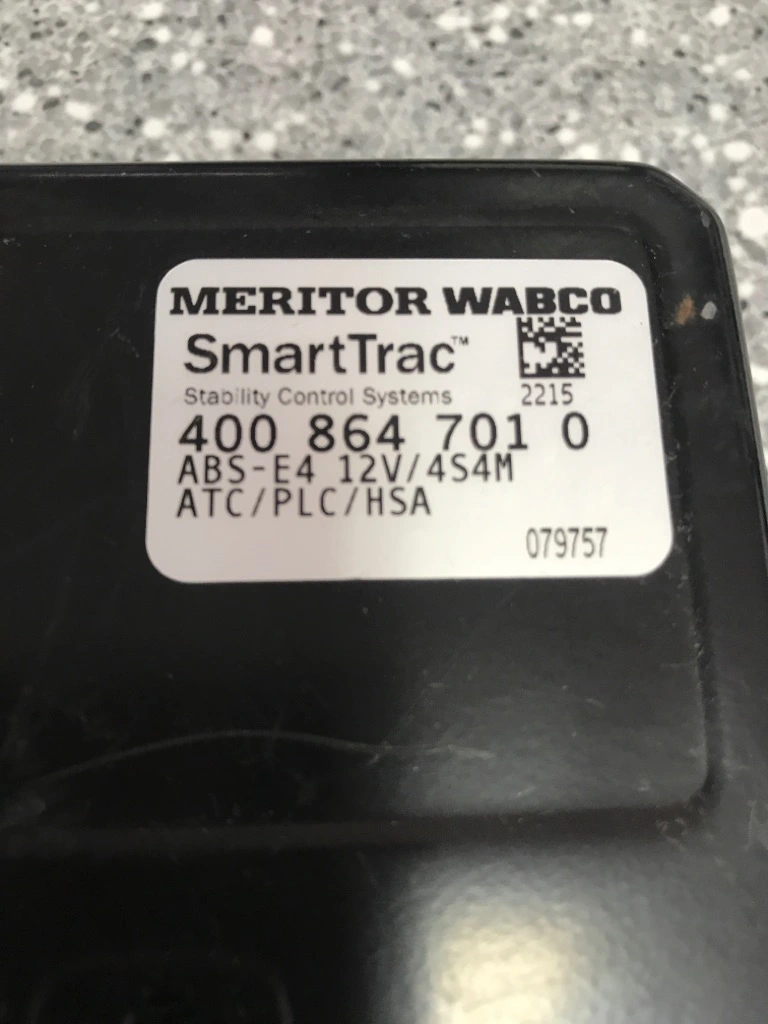 MERITOR WABCO
SmartTrac™
Stability Control Systems 2215
400 864 701 0
ABS-E4 12V/4S4M
ATC/PLC/HSA
079757